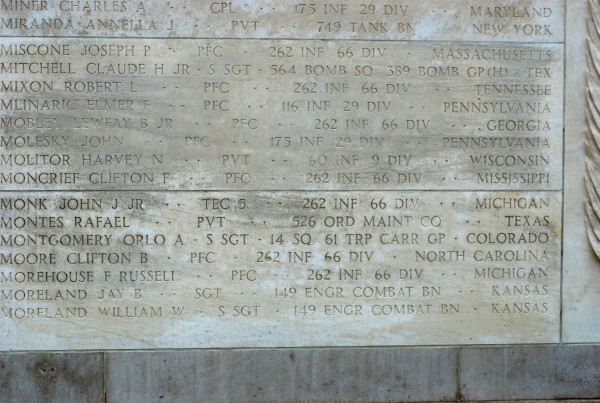 MINER CHARLES A · · CPL · · 175 INF 29 DIV · · MARYLAND
MIRANDA ANNELLA J · · PVT · · 749 TANK BN · · NEW YORK
MISCONE JOSEPH P · · PFC · · 262 INF 66 DIV · · MASSACHUSETTS
MITCHELL CLAUDE H JR · S SGT · 564 BOMB SQ 389 BOMB GP (H) · TEX
MIXON ROBERT L · · PFC · · 262 INF 66 DIV · · TENNESSEE
MLINARIC ELMER F · · PFC · · 116 INF 29 DIV · · PENNSYLVANIA
MOBLEY LEWFAY B JR · · PFC · · 262 INF 66 DIV · · GEORGIA
MOLESKY JOHN · · PFC · · 175 INF 29 DIV · · PENNSYLVANIA
MOLITOR HARVEY N · · PVT · · 60 INF 9 DIV · · WISCONSIN
MONCRIEF CLIFTON F · · PFC · · 262 INF 66 DIV · · MISSISSIPPI
MONK JOHN J JR · · TEC 5 · · 262 INF 66 DIV · · MICHIGAN
MONTES RAFAEL · · PVT · · 526 ORD MAINT CO · · TEXAS
MONTGOMERY ORLO A · S SGT · 14 SQ 61 TRP CARR GP · COLORADO
MOORE CLIFTON B · PFC · 262 INF 66 DIV · NORTH CAROLINA
MOREHOUSE F RUSSELL · · PFC · · 262 INF 66 DIV · · MICHIGAN
MORELAND JAY B · · SGT · · 149 ENGR COMBAT BN · · KANSAS
MORELAND WILLIAM W · · S SGT · · 149 ENGR COMBAT BN · · KANSAS